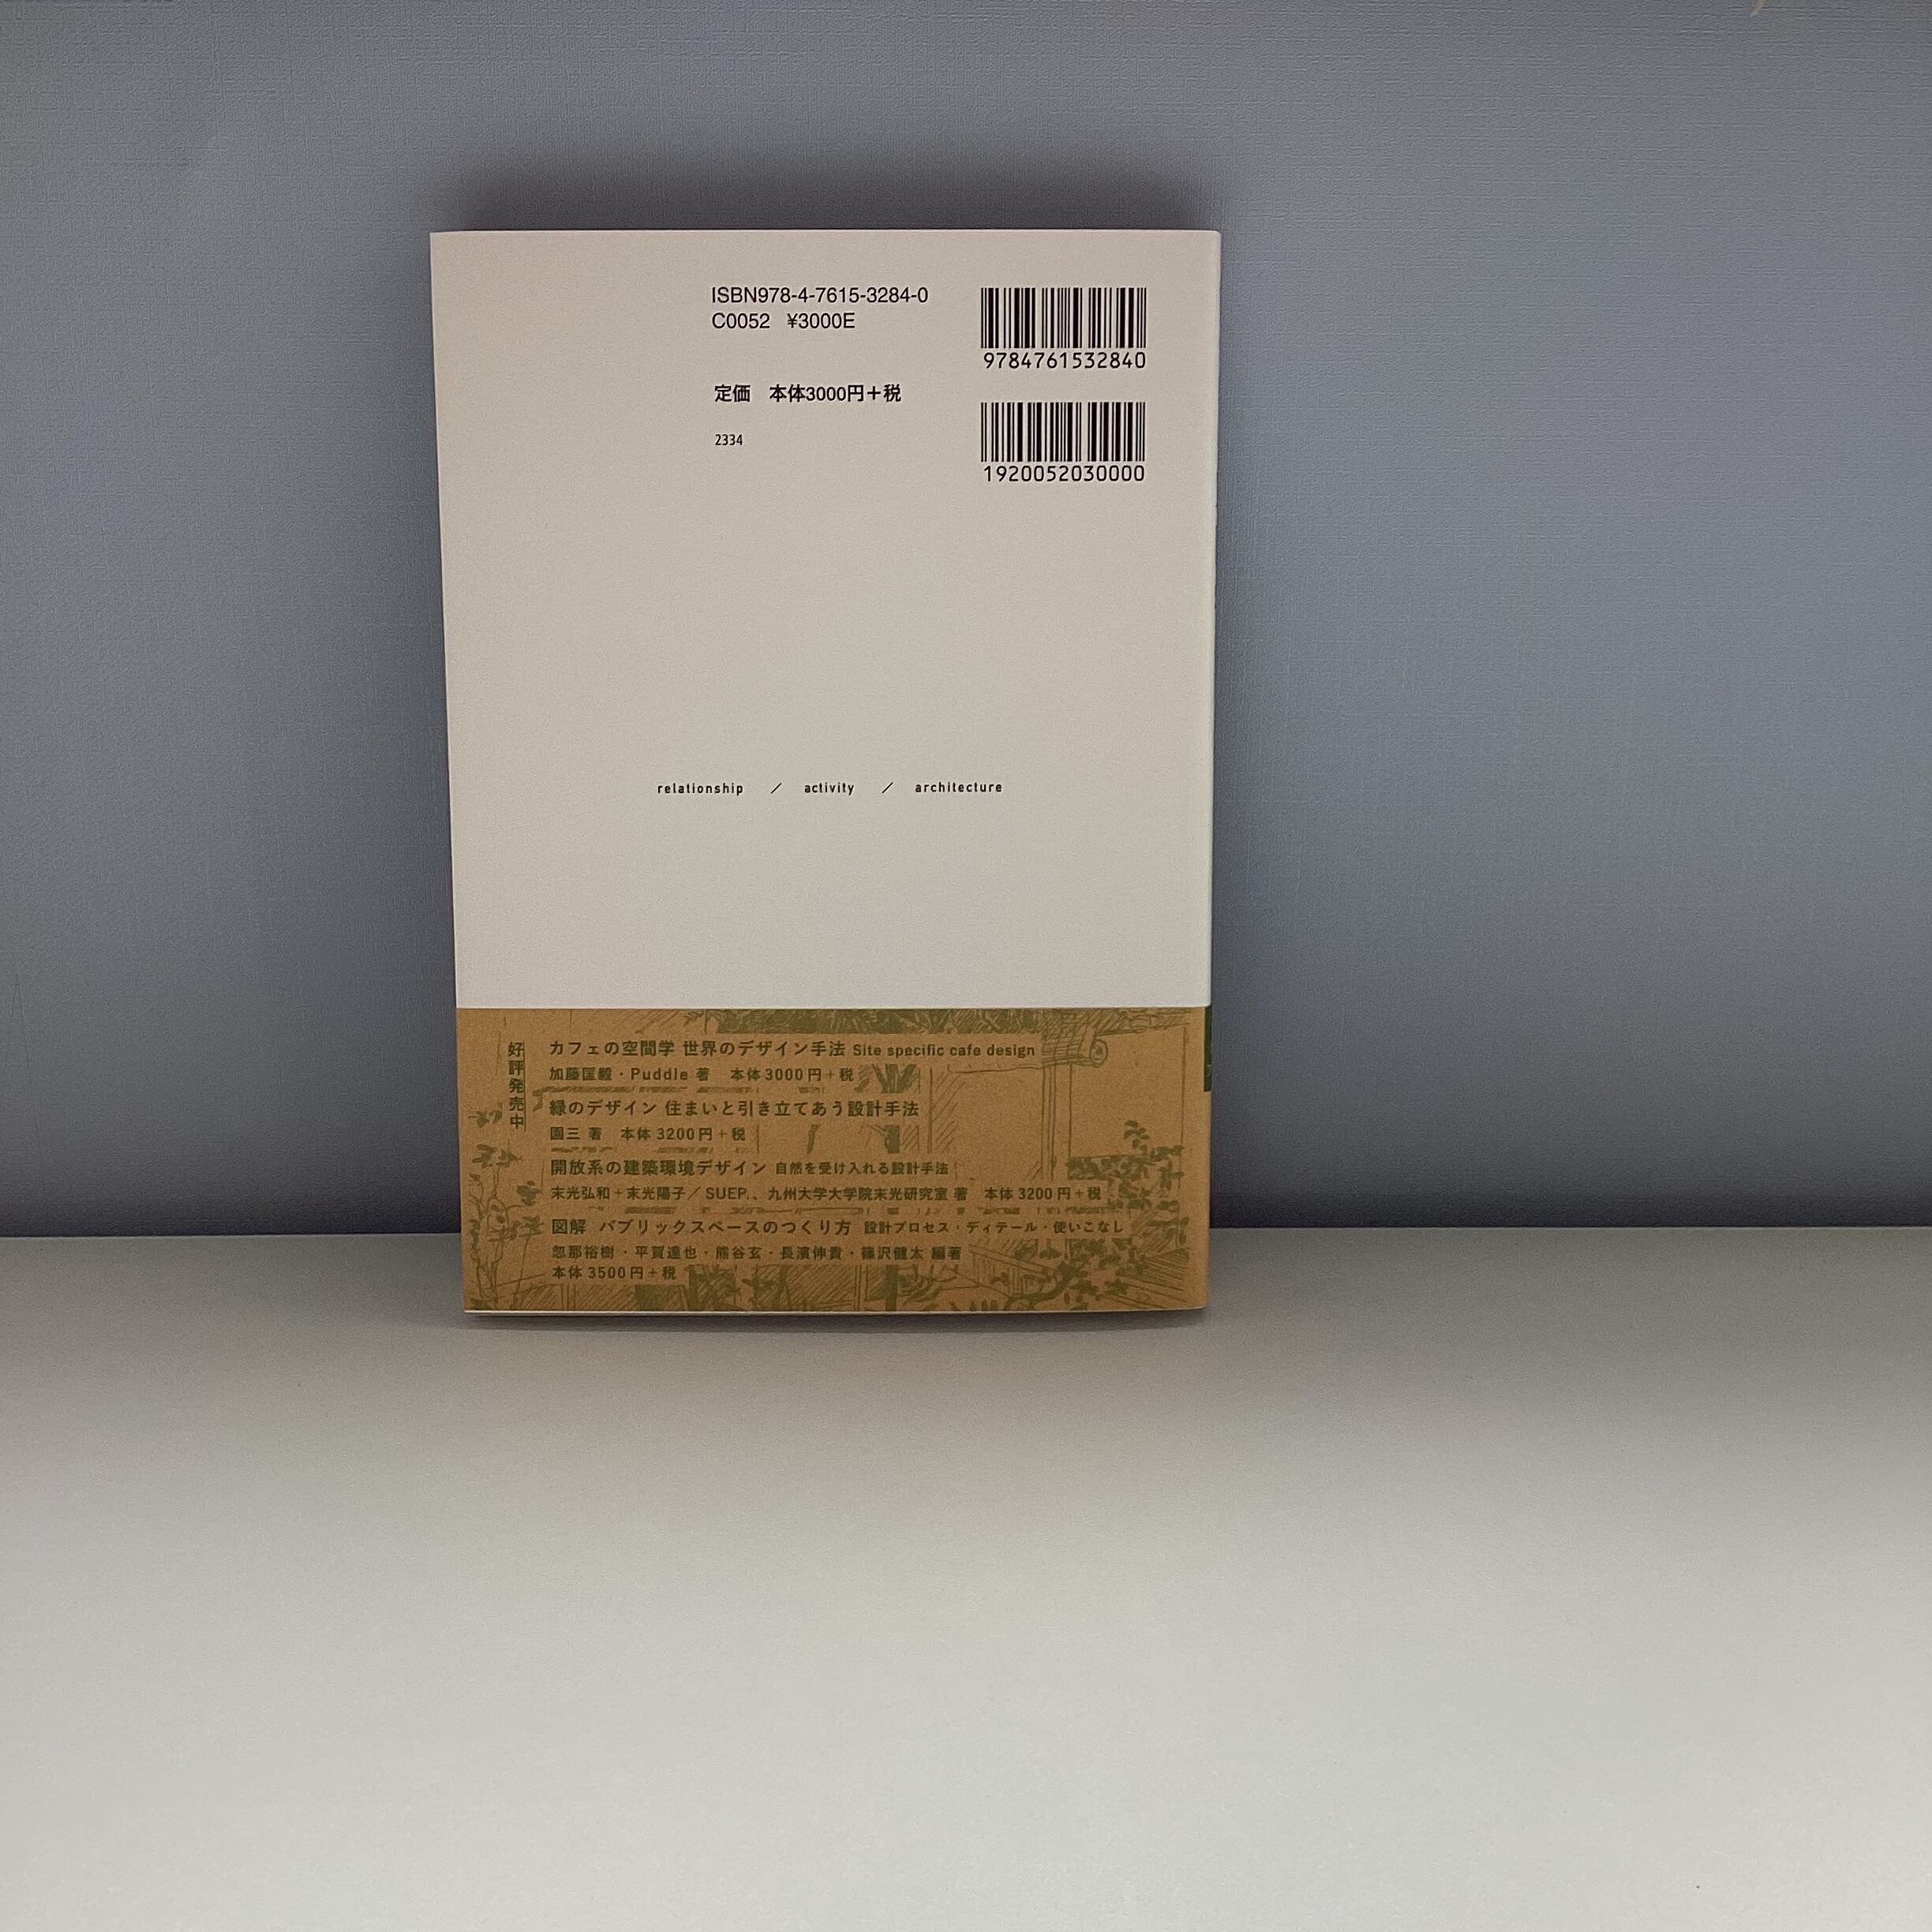 ISBN978-4-7615-3284-0
C0052 ¥3000E
9784761532840
定価 本体3000円+税
2334
1920052030000
relationship ／ activity ／ architecture
好評発売中
カフェの空間学 世界のデザイン手法 Site specific cafe design
加藤匡毅・Puddle 著 本体3000円+税
緑のデザイン 住まいと引き立てあう設計手法
園三 著 本体3200円+税
開放系の建築環境デザイン 自然を受け入れる設計手法
末光弘和+末光陽子／SUEP.、九州大学大学院末光研究室 著 本体3200円+税
図解 パブリックスペースのつくり方 設計プロセス・ディテール・使いこなし
忽那裕樹・平賀達也・熊谷玄・長濱伸貴・篠沢健太 編著
本体3500円+税